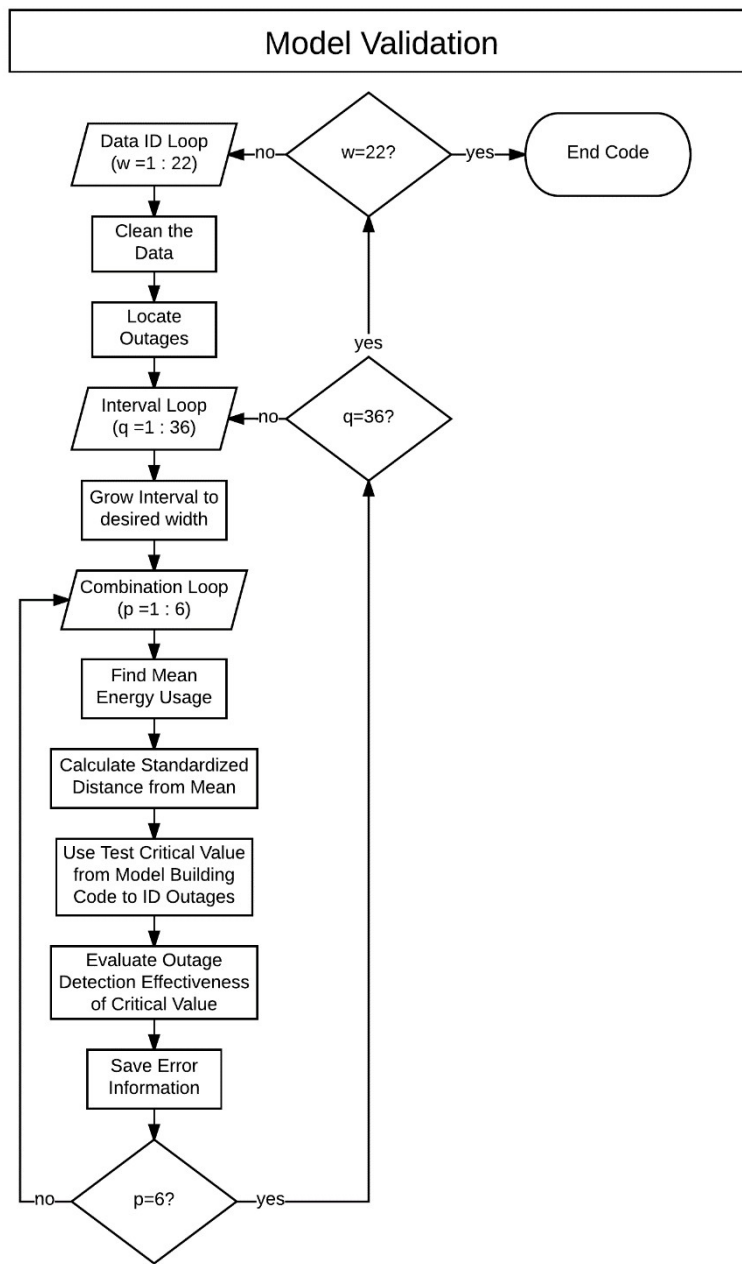 Model Validation
Data ID Loop
(w =1 : 22)
no
w=22?
yes
End Code
Clean the
Data
Locate
Outages
yes
Interval Loop
(q =1 : 36)
no
q=36?
Grow Interval to
desired width
Combination Loop
(p =1 : 6)
Find Mean
Energy Usage
Calculate Standardized
Distance from Mean
Use Test Critical Value
from Model Building
Code to ID Outages
Evaluate Outage
Detection Effectiveness
of Critical Value
Save Error
Information
no
p=6?
yes